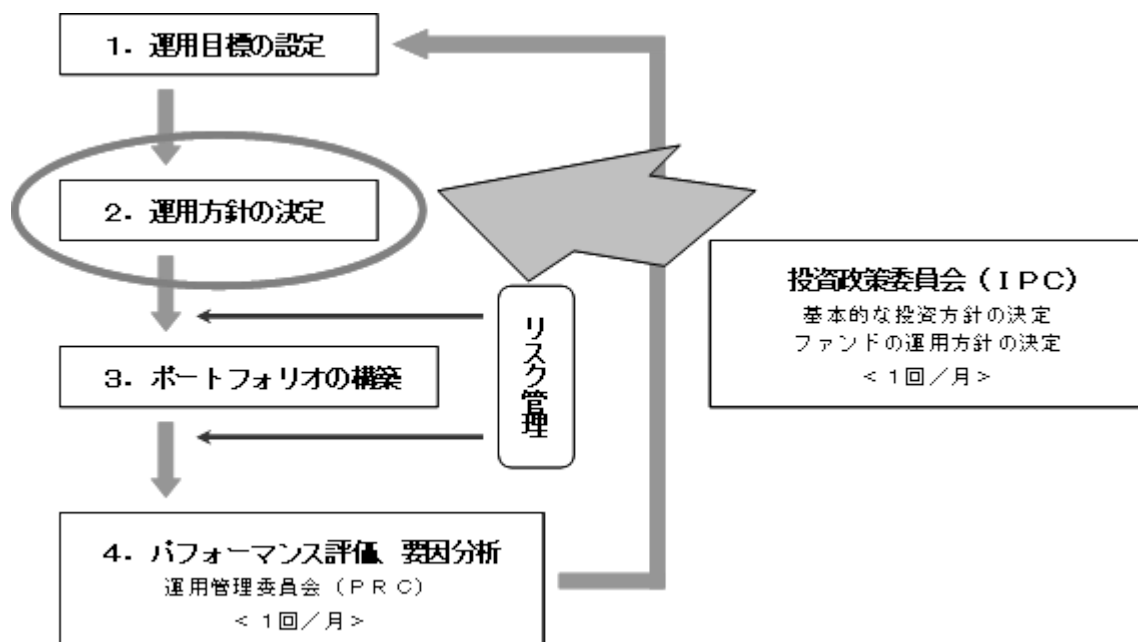 １．運用目標の設定
２．運用方針の決定
３．ポートフォリオの構築
リスク管理
投資政策委員会（ＩＰＣ）
基本的な投資方針の決定
ファンドの運用方針の決定
＜１回／月＞
４．パフォーマンス評価、要因分析
運用管理委員会（ＰＲＣ）
＜１回／月＞